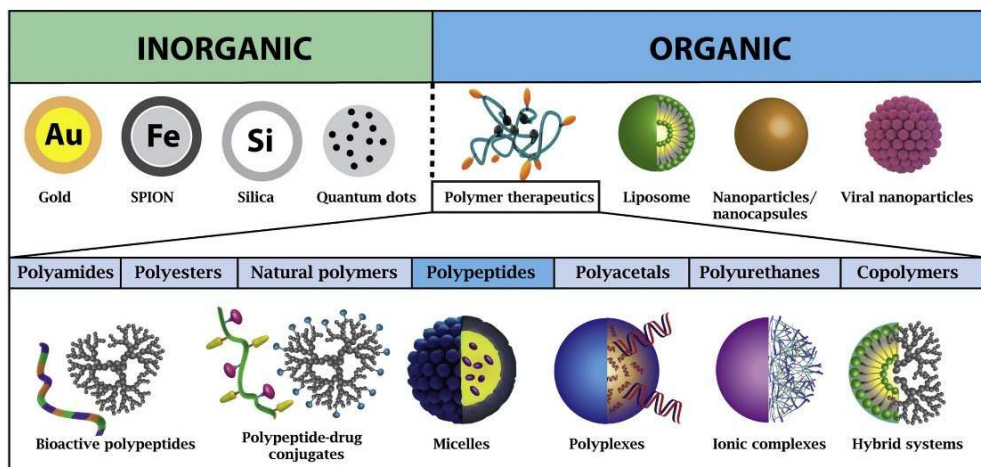 INORGANIC
ORGANIC
Au
Fe
Si
Gold
SPION
Silica
Quantum dots
Polymer therapeutics
Liposome
Nanoparticles/
nanocapsules
Viral nanoparticles
Polyamides
Polyesters
Natural polymers
Polypeptides
Polyacetals
Polyurethanes
Copolymers
Bioactive polypeptides
Polypeptide-drug
conjugates
Micelles
Polyplexes
Ionic complexes
Hybrid systems